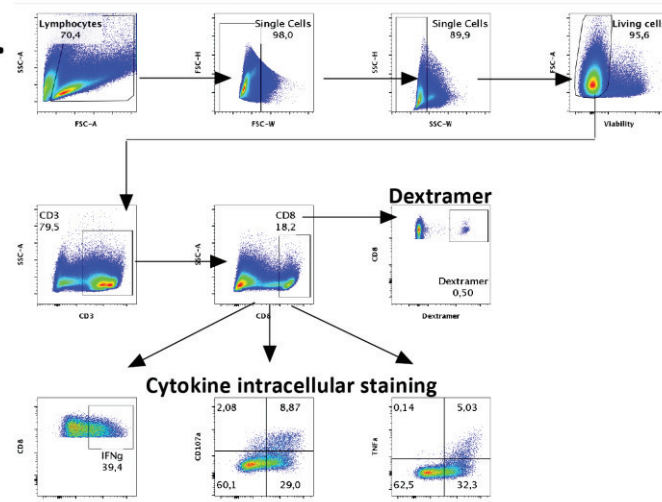 Lymphocytes
70,4
SSC-A
FSC-A
Single Cells
98,0
FSC-H
FSC-W
Single Cells
89,9
SSC-H
SSC-W
Living cells
95,6
FSC-A
Viability
CD3
79,5
SSC-A
CD3
CD8
18,2
SSC-A
CD8
Dextramer
CD8
Dextramer
0,50
Dextramer
Cytokine intracellular staining
CD8
IFNg
39,4
2,08 8,87
CD107a
60,1 29,0
0,14 5,03
TNFa
62,5 32,3